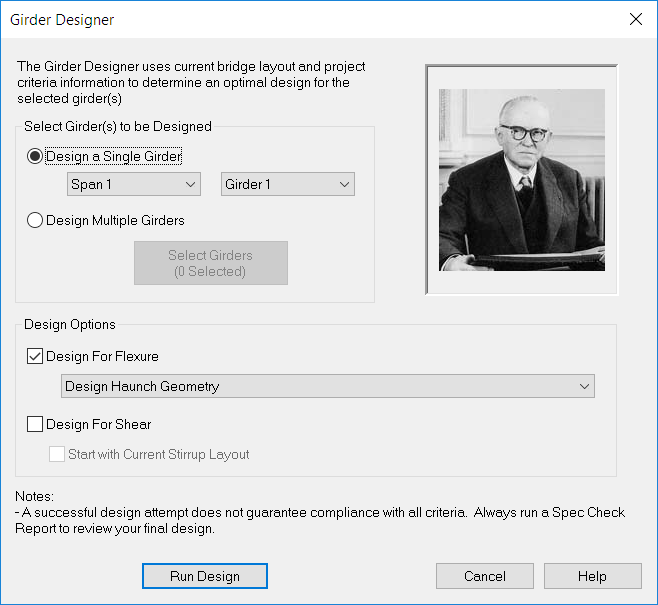 Girder Designer
The Girder Designer uses current bridge layout and project
criteria information to determine an optimal design for the
selected girder(s)
Select Girder(s) to be Designed
Design a Single Girder
Span 1
Girder 1
Design Multiple Girders
Select Girders
(0 Selected)
Design Options
Design For Flexure
Design Haunch Geometry
Design For Shear
Start with Current Stirrup Layout
Notes:
- A successful design attempt does not guarantee compliance with all criteria.  Always run a Spec Check
Report to review your final design.
Run Design
Cancel
Help